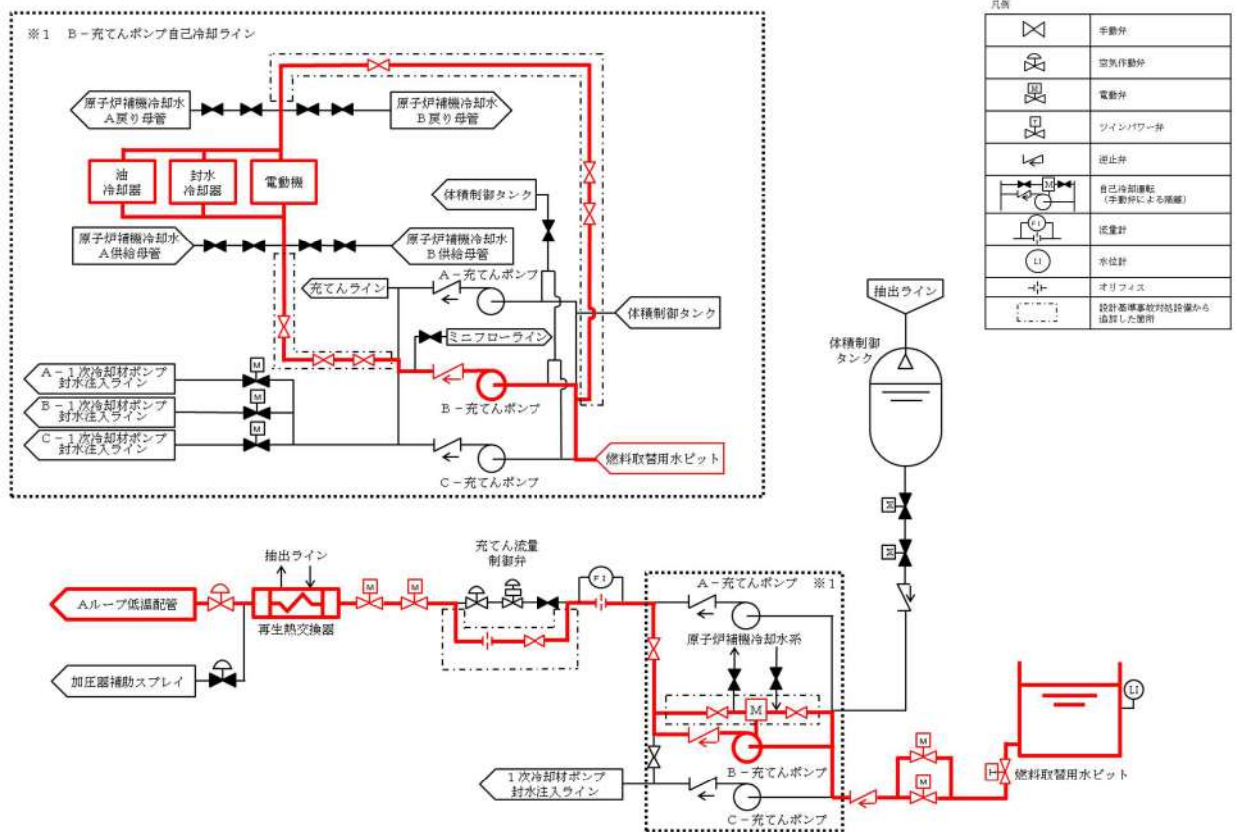 ※1 B－充てんポンプ自己冷却ライン
原子炉補機冷却水
A戻り母管
原子炉補機冷却水
B戻り母管
油
冷却器
封水
冷却器
電動機
体積制御タンク
原子炉補機冷却水
A供給母管
原子炉補機冷却水
B供給母管
A－充てんポンプ
充てんライン
体積制御タンク
ミニフローライン
M
A－1次冷却材ポンプ
封水注入ライン
M
B－1次冷却材ポンプ
封水注入ライン
B－充てんポンプ
M
C－1次冷却材ポンプ
封水注入ライン
燃料取替用水ピット
C－充てんポンプ
凡例
手動弁
空気作動弁
M
電動弁
T
ツインパワー弁
逆止弁
M
自己冷却運転
(手動弁による隔離)
FI
流量計
LI
水位計
オリフィス
設計基準事故対処設備から
追加した箇所
抽出ライン
体積制御
タンク
M
M
抽出ライン
充てん流量
制御弁
FI
A－充てんポンプ ※1
Aループ低温配管
M
M
再生熱交換器
原子炉補機冷却水系
加圧器補助スプレイ
M
LI
B－充てんポンプ
M
M
T
燃料取替用水ピット
1次冷却材ポンプ
封水注入ライン
C－充てんポンプ